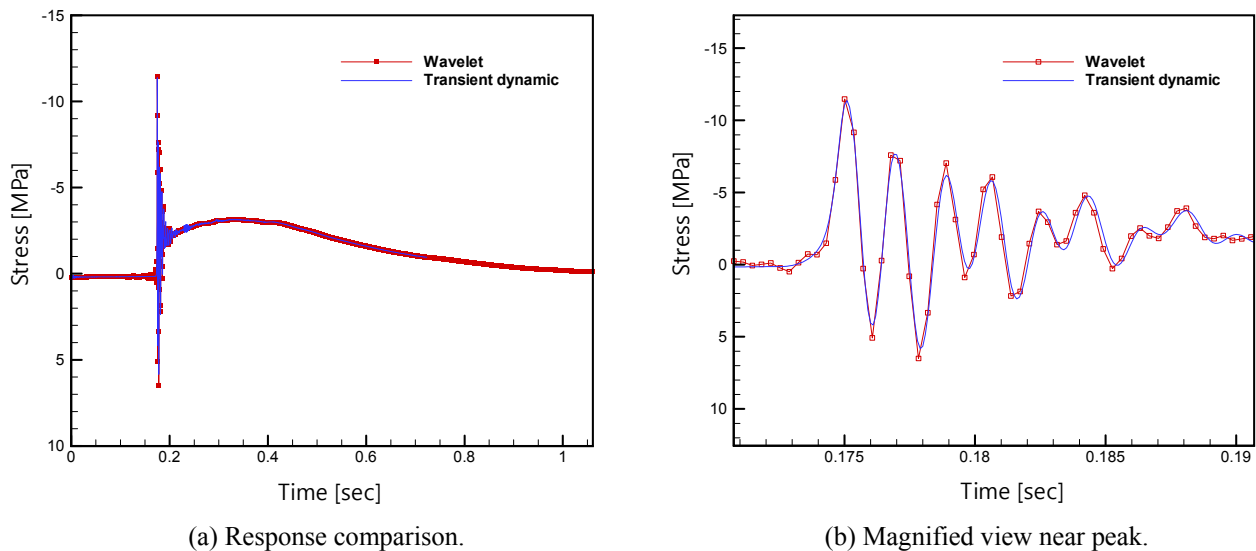 -15
-10
-5
0
5
10
Stress [MPa]
0
0.2
0.4
0.6
0.8
1
Time [sec]
Wavelet
Transient dynamic
(a) Response comparison.
-15
-10
-5
0
5
10
Stress [MPa]
0.175
0.18
0.185
0.19
Time [sec]
Wavelet
Transient dynamic
(b) Magnified view near peak.